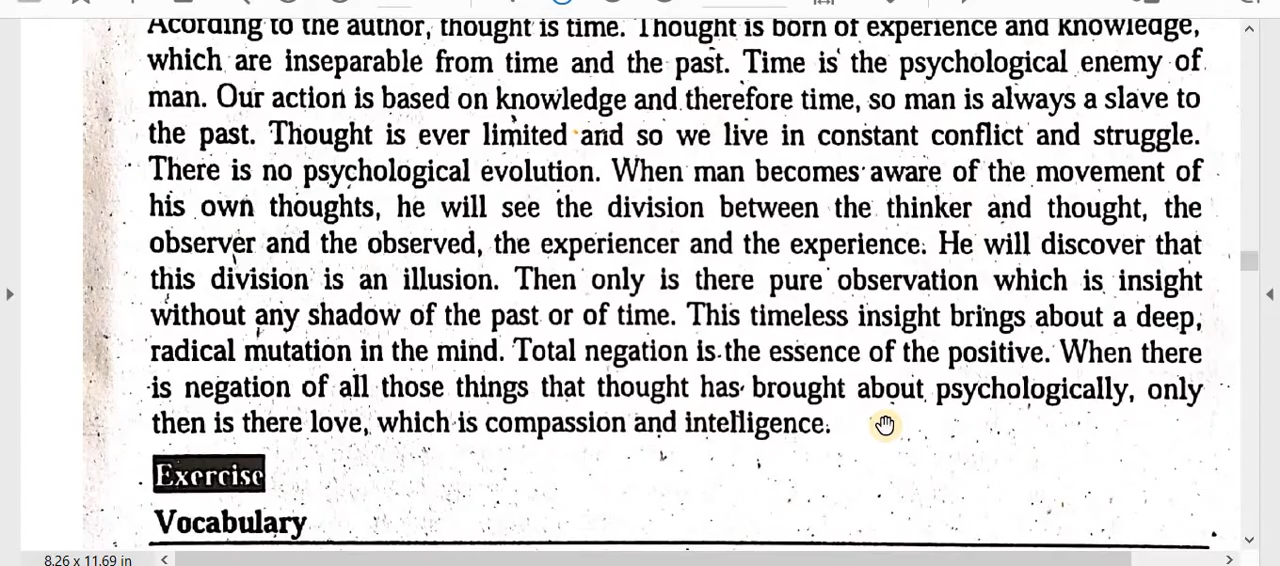 Acording to the author, thought is time. Thought is born of experience and knowledge,
which are inseparable from time and the past. Time is the psychological enemy of
man. Our action is based on knowledge and therefore time, so man is always a slave to
the past. Thought is ever limited and so we live in constant conflict and struggle.
There is no psychological evolution. When man becomes aware of the movement of
his own thoughts, he will see the division between the thinker and thought, the
observer and the observed, the experiencer and the experience. He will discover that
this division is an illusion. Then only is there pure observation which is insight
without any shadow of the past or of time. This timeless insight brings about a deep,
radical mutation in the mind. Total negation is the essence of the positive. When there
is negation of all those things that thought has brought about psychologically, only
then is there love, which is compassion and intelligence.
Exercise
Vocabulary
8.26 x 11.69 in